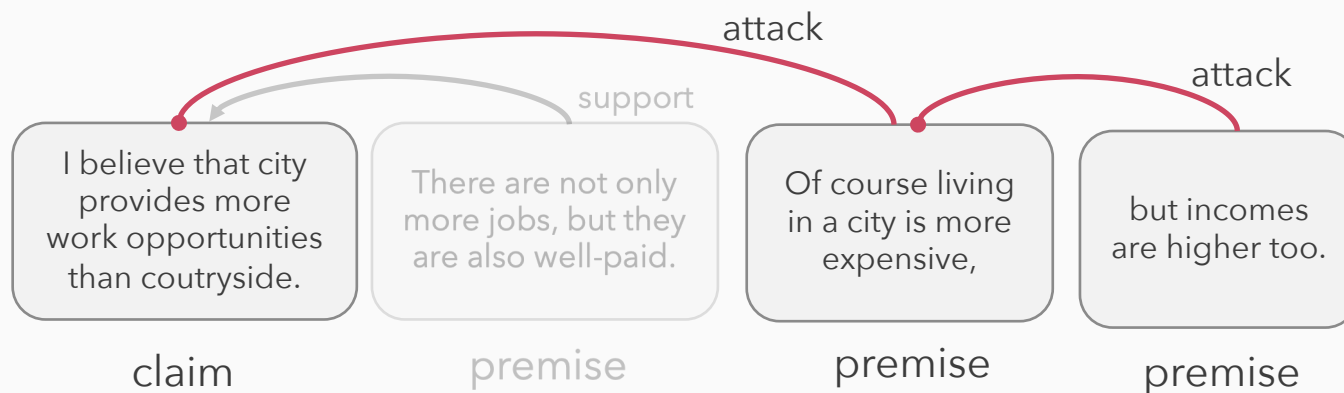 attack
attack
support
I believe that city
provides more
work opportunities
than coutryside.
There are not only
more jobs, but they
are also well-paid.
Of course living
in a city is more
expensive,
but incomes
are higher too.
claim
premise
premise
premise